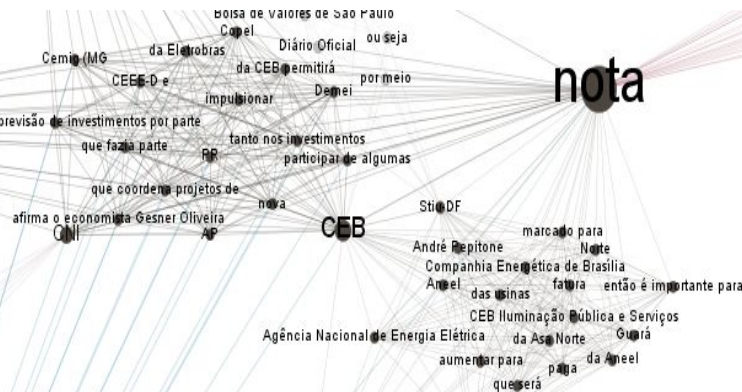 Bolsa de Valores de São Paulo
Copel
ou seja
Diário Oficial
da Eletrobras
Cemig (MG
da CEB permitirá
por meio
CEEE-D e
Demei
nota
impulsionar
previsão de investimentos por parte
tanto nos investimentos
que fazia parte
PR
participar de algumas
que coordena projetos de
nova
Stiu-DF
afirma o economista Gesner Oliveira
CNI
AP
CEB
marcado para
André Pepitone
Norte
Companhia Energética de Brasília
Aneel
das usinas
fatura
então é importante para
CEB Iluminação Pública e Serviços
Agência Nacional de Energia Elétrica
da Asa Norte
Guará
aumentar para
paga
da Aneel
que será